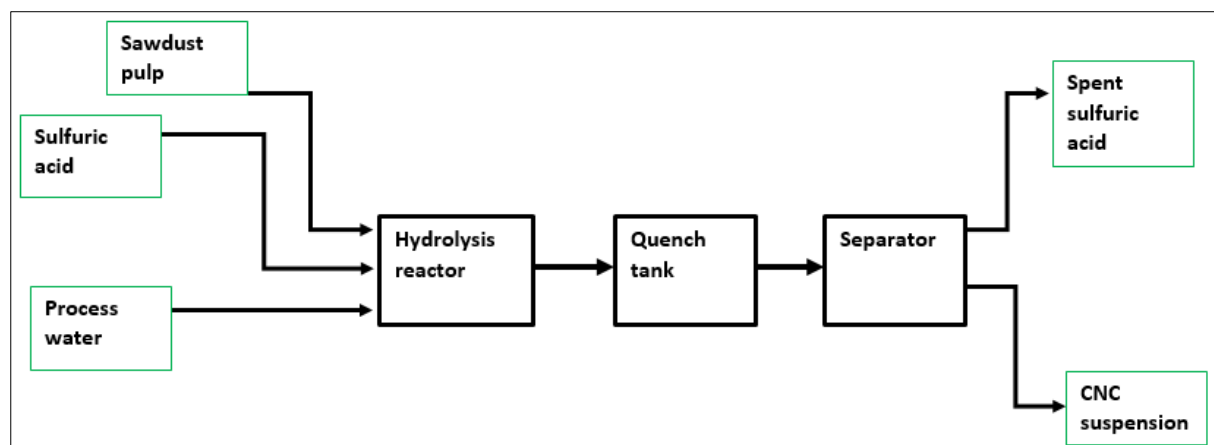 Sawdust
pulp
Sulfuric
acid
Process
water
Hydrolysis
reactor
Quench
tank
Separator
Spent
sulfuric
acid
CNC
suspension